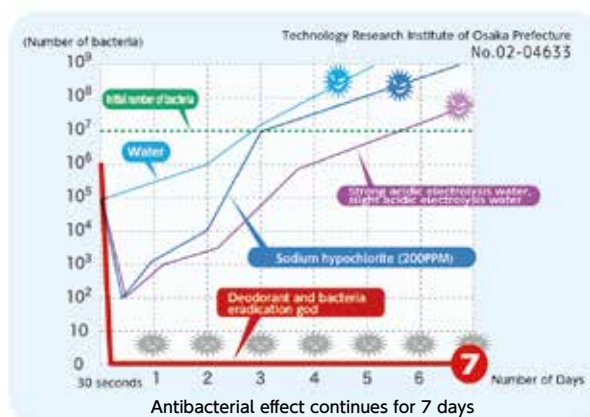 (Number of bacteria)
Technology Research Institute of Osaka Prefecture
No.02-04633
10⁹
10⁸
Initial number of bacteria
10⁷
Water
10⁶
10⁵
Strong acidic electrolysis water,
slight acidic electrolysis water
10⁴
10³
Sodium hypochlorite (200PPM)
10²
Deodorant and bacteria
eradication god
10
0
30 seconds 1 2 3 4 5 6 7 Number of Days
Antibacterial effect continues for 7 days